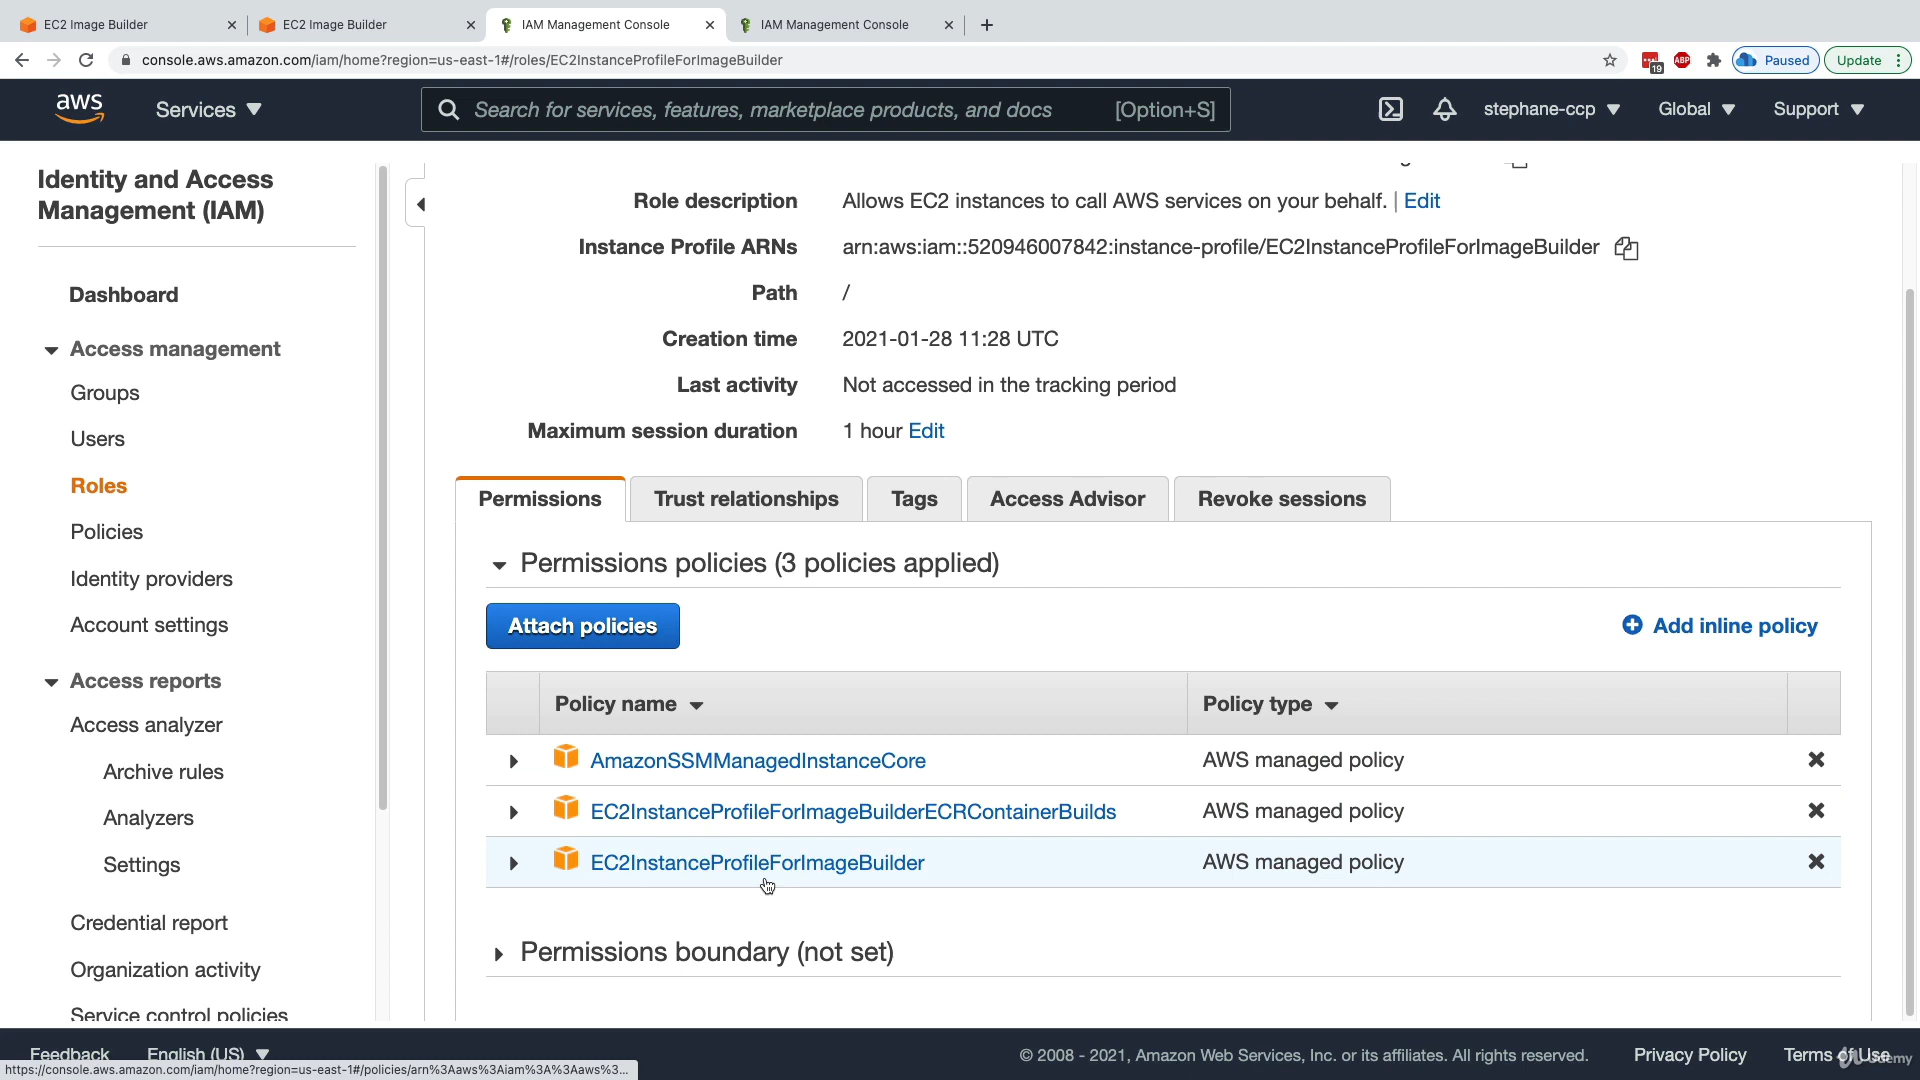 EC2 Image Builder
EC2 Image Builder
IAM Management Console
IAM Management Console
console.aws.amazon.com/iam/home?region=us-east-1#/roles/EC2InstanceProfileForImageBuilder
19
ABP
Paused
Update
aws
Services
Search for services, features, marketplace products, and docs
[Option+S]
stephane-ccp
Global
Support
Identity and Access
Management (IAM)
Dashboard
Access management
Groups
Users
Roles
Policies
Identity providers
Account settings
Access reports
Access analyzer
Archive rules
Analyzers
Settings
Credential report
Organization activity
Service control policies
Role description
Allows EC2 instances to call AWS services on your behalf. | Edit
Instance Profile ARNs
arn:aws:iam::520946007842:instance-profile/EC2InstanceProfileForImageBuilder
Path
/
Creation time
2021-01-28 11:28 UTC
Last activity
Not accessed in the tracking period
Maximum session duration
1 hour Edit
Permissions
Trust relationships
Tags
Access Advisor
Revoke sessions
Permissions policies (3 policies applied)
Attach policies
Add inline policy
Policy name
Policy type
AmazonSSMManagedInstanceCore
AWS managed policy
EC2InstanceProfileForImageBuilderECRContainerBuilds
AWS managed policy
EC2InstanceProfileForImageBuilder
AWS managed policy
Permissions boundary (not set)
Feedback
English (US)
© 2008 - 2021, Amazon Web Services, Inc. or its affiliates. All rights reserved.
Privacy Policy
Terms of Use
Udemy
https://console.aws.amazon.com/iam/home?region=us-east-1#/policies/arn%3Aaws%3Aiam%3A%3Aaws%3...